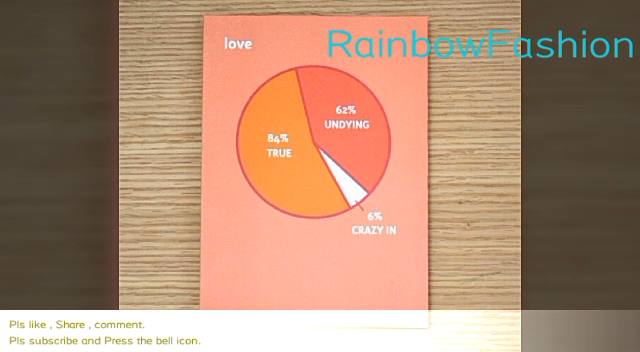 love
RainbowFashion
62%
UNDYING
84%
TRUE
6%
CRAZY IN
Pls like , Share , comment.
Pls subscribe and Press the bell icon.